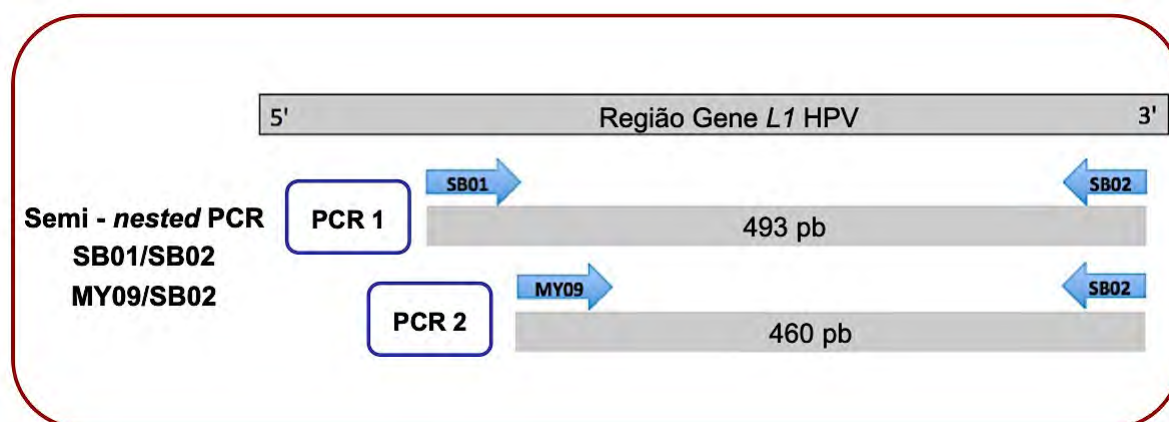 5' Região Gene L1 HPV 3'
SB01 SB02
PCR 1
493 pb
Semi - nested PCR
SB01/SB02
MY09/SB02
MY09 SB02
PCR 2
460 pb